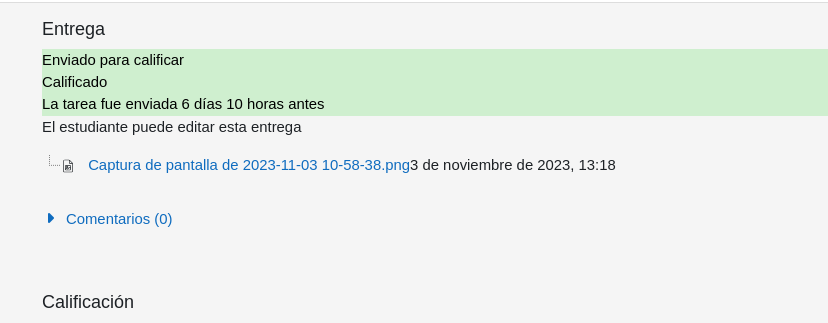 Entrega
Enviado para calificar
Calificado
La tarea fue enviada 6 días 10 horas antes
El estudiante puede editar esta entrega
Captura de pantalla de 2023-11-03 10-58-38.png3 de noviembre de 2023, 13:18
Comentarios (0)
Calificación